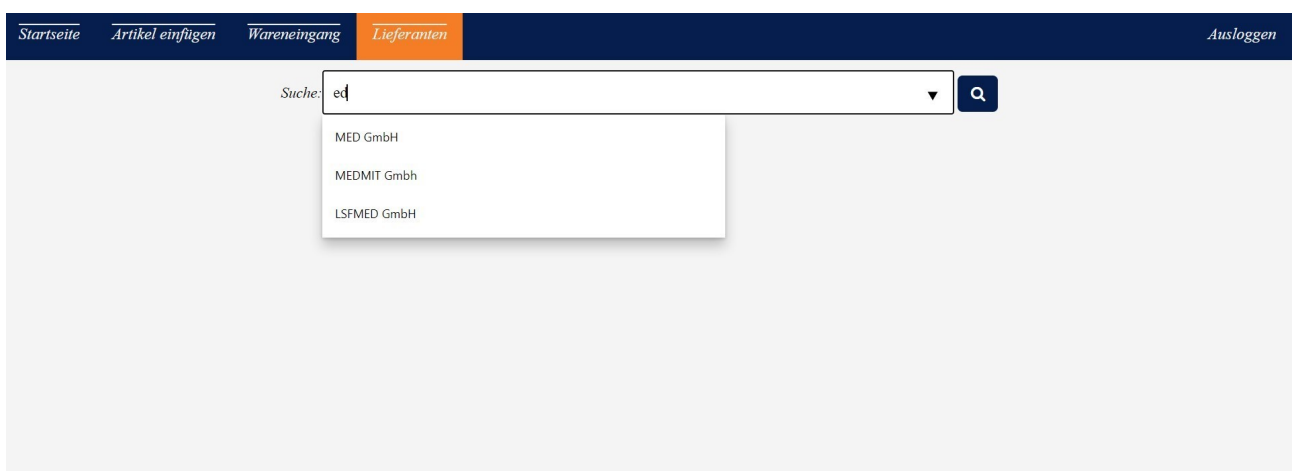 Startseite Artikel einfügen Wareneingang Lieferanten Ausloggen
Suche: ed
MED GmbH
MEDMIT Gmbh
LSFMED GmbH